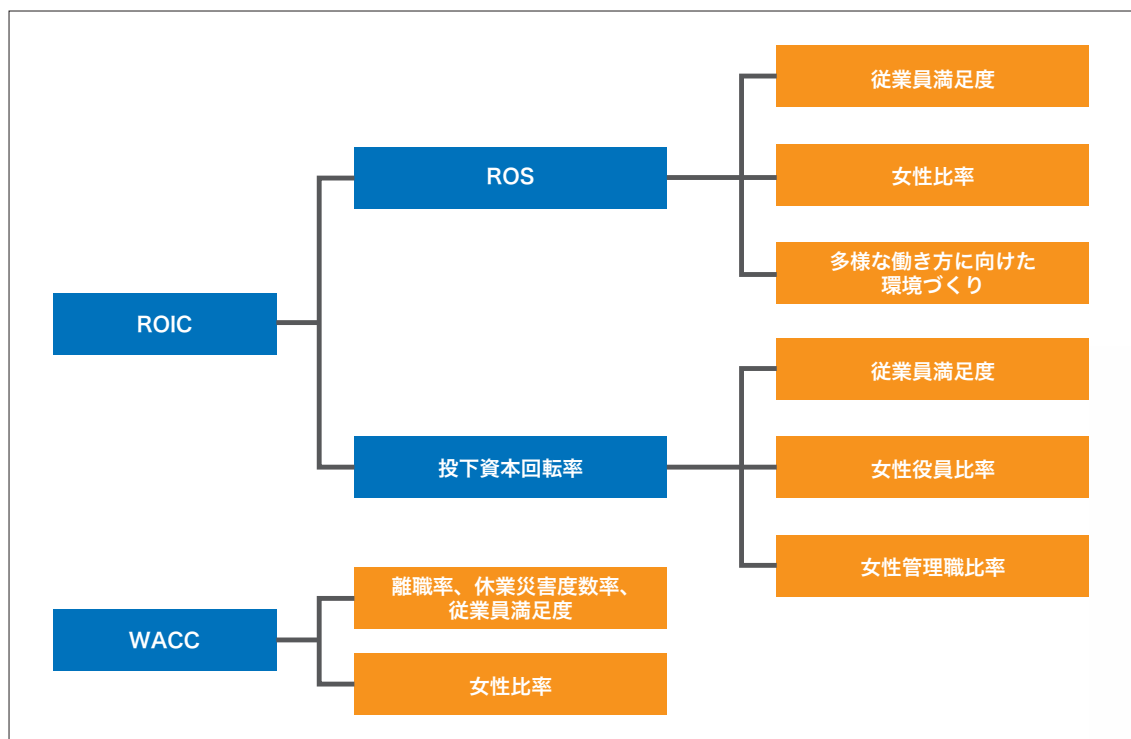 従業員満足度
ROS
女性比率
多様な働き方に向けた
環境づくり
ROIC
従業員満足度
投下資本回転率
女性役員比率
女性管理職比率
離職率、休業災害度数率、
従業員満足度
WACC
女性比率